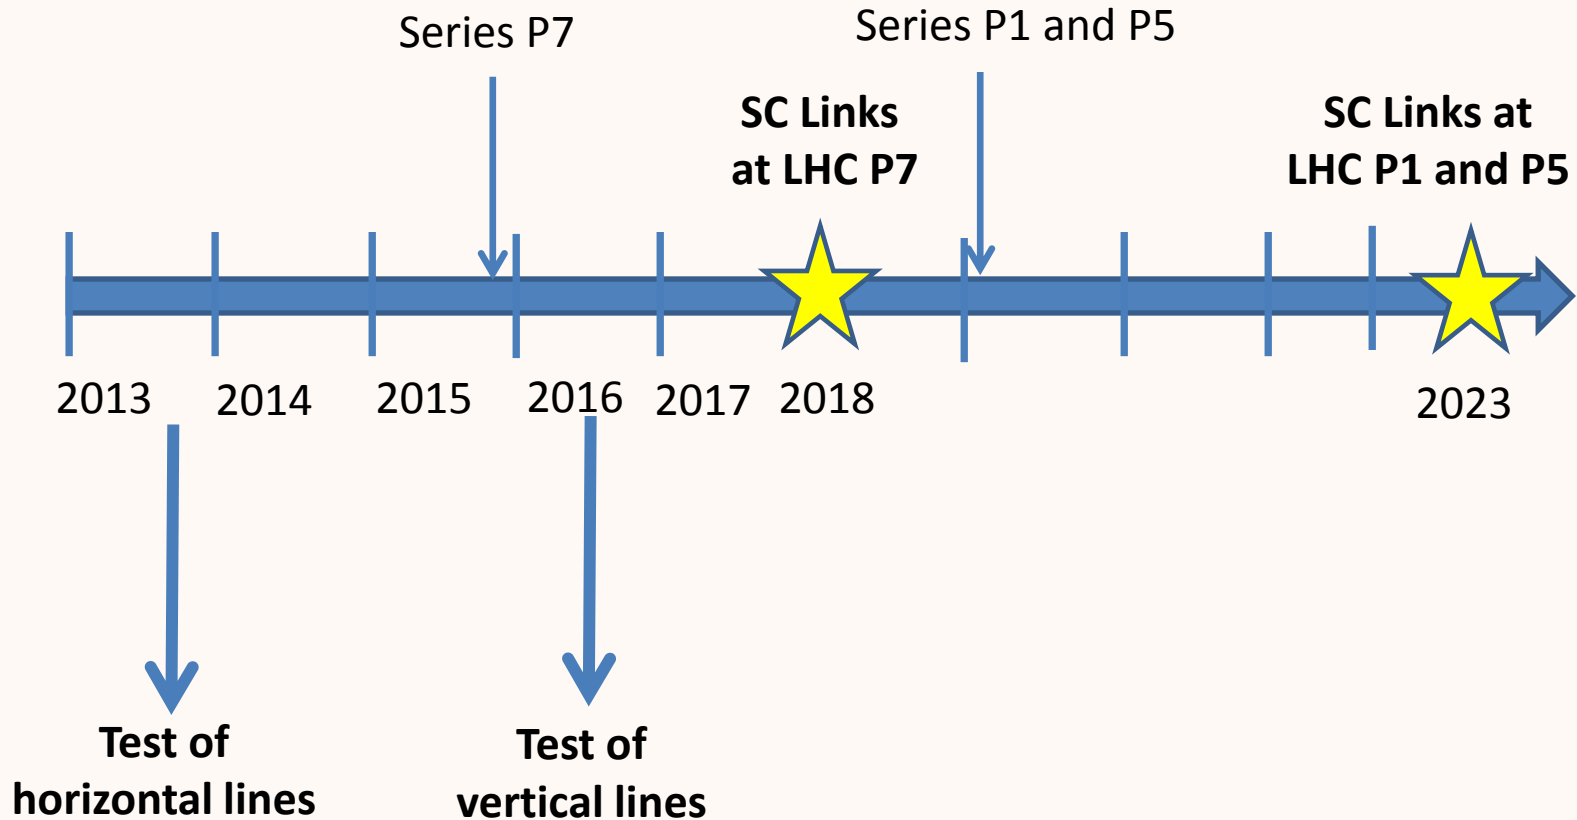 Series P7
Series P1 and P5
SC Links
at LHC P7
SC Links at
LHC P1 and P5
2013
2014
2015
2016
2017
2018
2023
Test of
horizontal lines
Test of
vertical lines